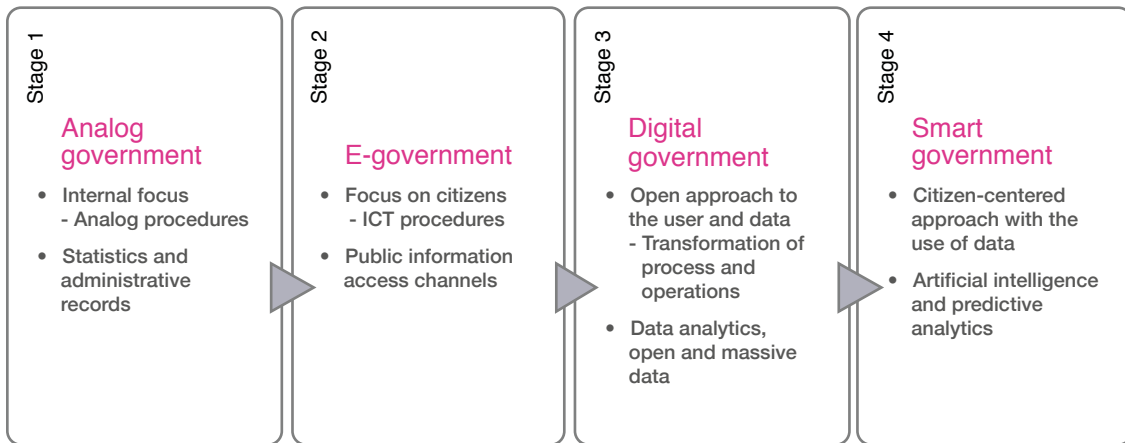 Stage 1
Analog
government
• Internal focus
- Analog procedures
• Statistics and
administrative
records
Stage 2
E-government
• Focus on citizens
- ICT procedures
• Public information
access channels
Stage 3
Digital
government
• Open approach to
the user and data
- Transformation of
process and
operations
• Data analytics,
open and massive
data
Stage 4
Smart
government
• Citizen-centered
approach with the
use of data
• Artificial intelligence
and predictive
analytics